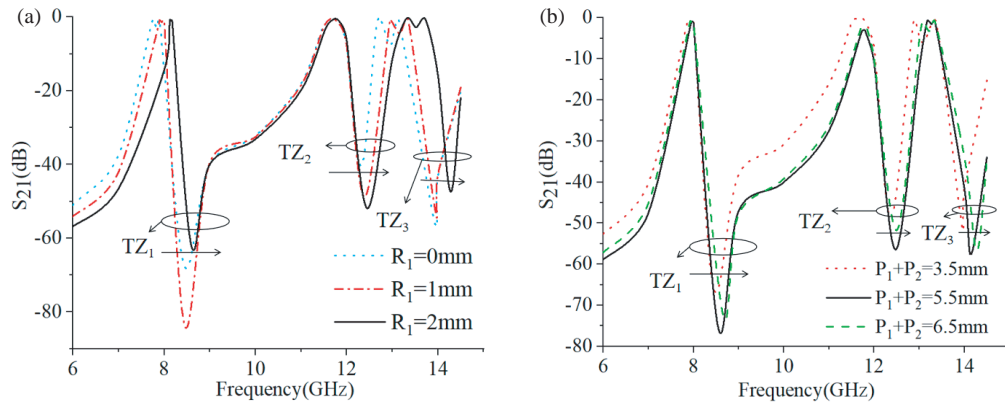 (a)
0
-20
-40
-60
-80
S21(dB)
TZ1
TZ2
TZ3
R1=0mm
R1=1mm
R1=2mm
6 8 10 12 14
Frequency(GHz)
(b)
0
-10
-20
-30
-40
-50
-60
-70
-80
S21(dB)
TZ1
TZ2
TZ3
P1+P2=3.5mm
P1+P2=5.5mm
P1+P2=6.5mm
6 8 10 12 14
Frequency(GHz)